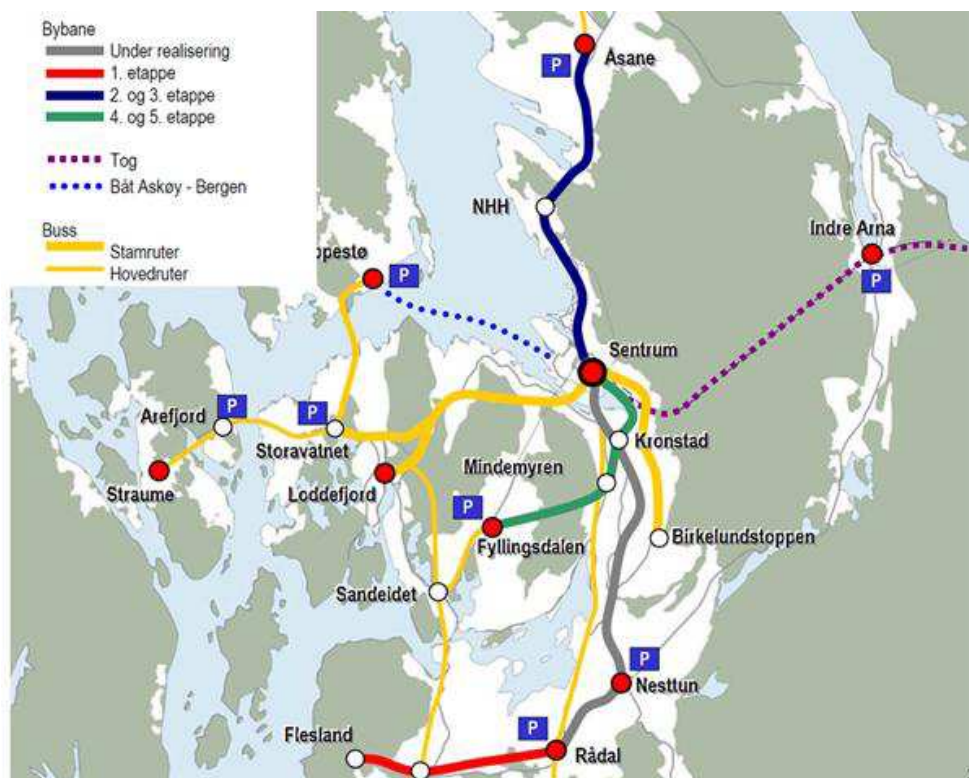 Bybane
Under realisering
1. etappe
2. og 3. etappe
4. og 5. etappe
Tog
Båt Askøy - Bergen
Buss
Stamruter
Hovedruter
P
Åsane
NHH
Indre Arna
P
ppestø
P
Sentrum
Arefjord
P
P
Storavatnet
Kronstad
Straume
Loddefjord
Mindemyren
P
Fyllingsdalen
Birkelundstoppen
Sandeidet
P
Nesttun
Flesland
P
Rådal